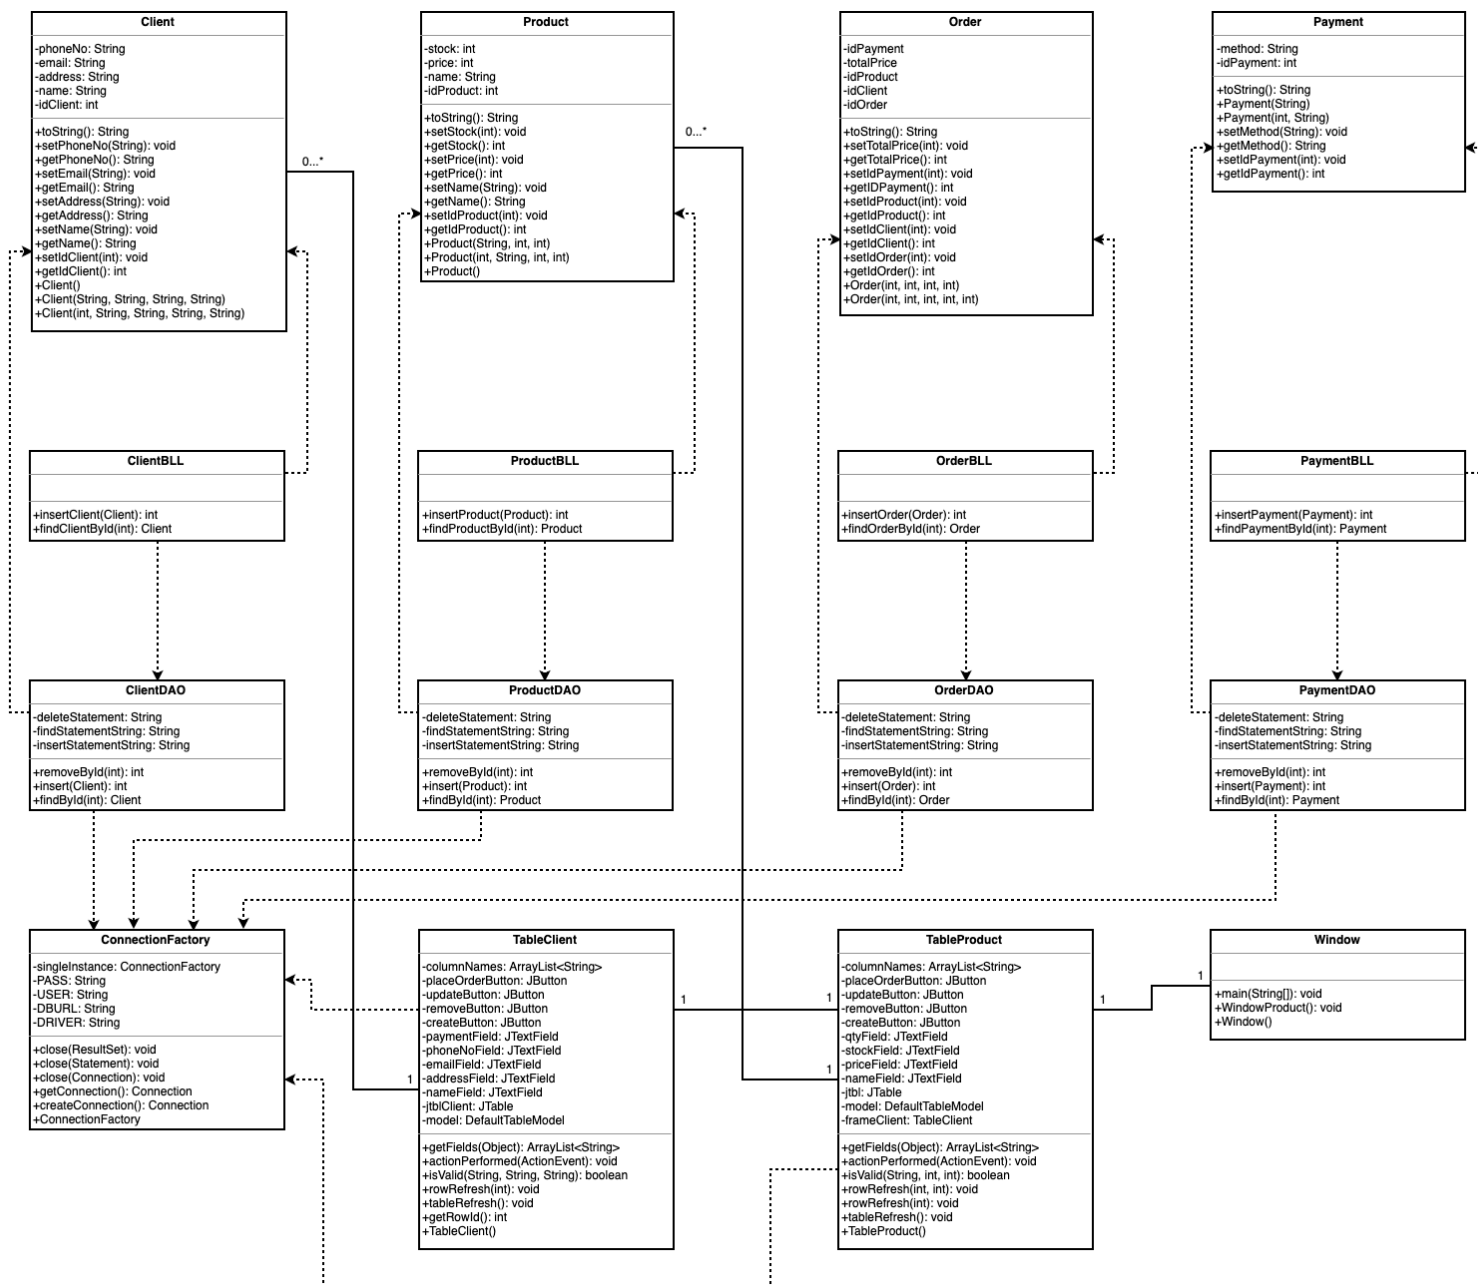 Client
-phoneNo: String
-email: String
-address: String
-name: String
-idClient: int
+toString(): String
+setPhoneNo(String): void
+getPhoneNo(): String
+setEmail(String): void
+getEmail(): String
+setAddress(String): void
+getAddress(): String
+setName(String): void
+getName(): String
+setIdClient(int): void
+getIdClient(): int
+Client()
+Client(String, String, String, String)
+Client(int, String, String, String, String)
0...*
Product
-stock: int
-price: int
-name: String
-idProduct: int
+toString(): String
+setStock(int): void
+getStock(): int
+setPrice(int): void
+getPrice(): int
+setName(String): void
+getName(): String
+setIdProduct(int): void
+getIdProduct(): int
+Product(String, int, int)
+Product(int, String, int, int)
+Product()
0...*
Order
-idPayment
-totalPrice
-idProduct
-idClient
-idOrder
+toString(): String
+setTotalPrice(int): void
+getTotalPrice(): int
+setIdPayment(int): void
+getIDPayment(): int
+setIdProduct(int): void
+getIdProduct(): int
+setIdClient(int): void
+getIdClient(): int
+setIdOrder(int): void
+getIdOrder(): int
+Order(int, int, int, int)
+Order(int, int, int, int, int)
Payment
-method: String
-idPayment: int
+toString(): String
+Payment(String)
+Payment(int, String)
+setMethod(String): void
+getMethod(): String
+setIdPayment(int): void
+getIdPayment(): int
ClientBLL
+insertClient(Client): int
+findClientById(int): Client
ProductBLL
+insertProduct(Product): int
+findProductById(int): Product
OrderBLL
+insertOrder(Order): int
+findOrderById(int): Order
PaymentBLL
+insertPayment(Payment): int
+findPaymentById(int): Payment
ClientDAO
-deleteStatement: String
-findStatementString: String
-insertStatementString: String
+removeById(int): int
+insert(Client): int
+findById(int): Client
ProductDAO
-deleteStatement: String
-findStatementString: String
-insertStatementString: String
+removeById(int): int
+insert(Product): int
+findById(int): Product
OrderDAO
-deleteStatement: String
-findStatementString: String
-insertStatementString: String
+removeById(int): int
+insert(Order): int
+findById(int): Order
PaymentDAO
-deleteStatement: String
-findStatementString: String
-insertStatementString: String
+removeById(int): int
+insert(Payment): int
+findById(int): Payment
ConnectionFactory
-singleInstance: ConnectionFactory
-PASS: String
-USER: String
-DBURL: String
-DRIVER: String
+close(ResultSet): void
+close(Statement): void
+close(Connection): void
+getConnection(): Connection
+createConnection(): Connection
+ConnectionFactory
1
TableClient
-columnNames: ArrayList<String>
-placeOrderButton: JButton
-updateButton: JButton
-removeButton: JButton
-createButton: JButton
-paymentField: JTextField
-phoneNoField: JTextField
-emailField: JTextField
-addressField: JTextField
-nameField: JTextField
-jtblClient: JTable
-model: DefaultTableModel
+getFields(Object): ArrayList<String>
+actionPerformed(ActionEvent): void
+isValid(String, String, String): boolean
+rowRefresh(int): void
+tableRefresh(): void
+getRowId(): int
+TableClient()
1
1
1
TableProduct
-columnNames: ArrayList<String>
-placeOrderButton: JButton
-updateButton: JButton
-removeButton: JButton
-createButton: JButton
-qtyField: JTextField
-stockField: JTextField
-priceField: JTextField
-nameField: JTextField
-jtbl: JTable
-model: DefaultTableModel
-frameClient: TableClient
+getFields(Object): ArrayList<String>
+actionPerformed(ActionEvent): void
+isValid(String, int, int): boolean
+rowRefresh(int, int): void
+rowRefresh(int): void
+tableRefresh(): void
+TableProduct()
1
1
Window
+main(String[]): void
+WindowProduct(): void
+Window()